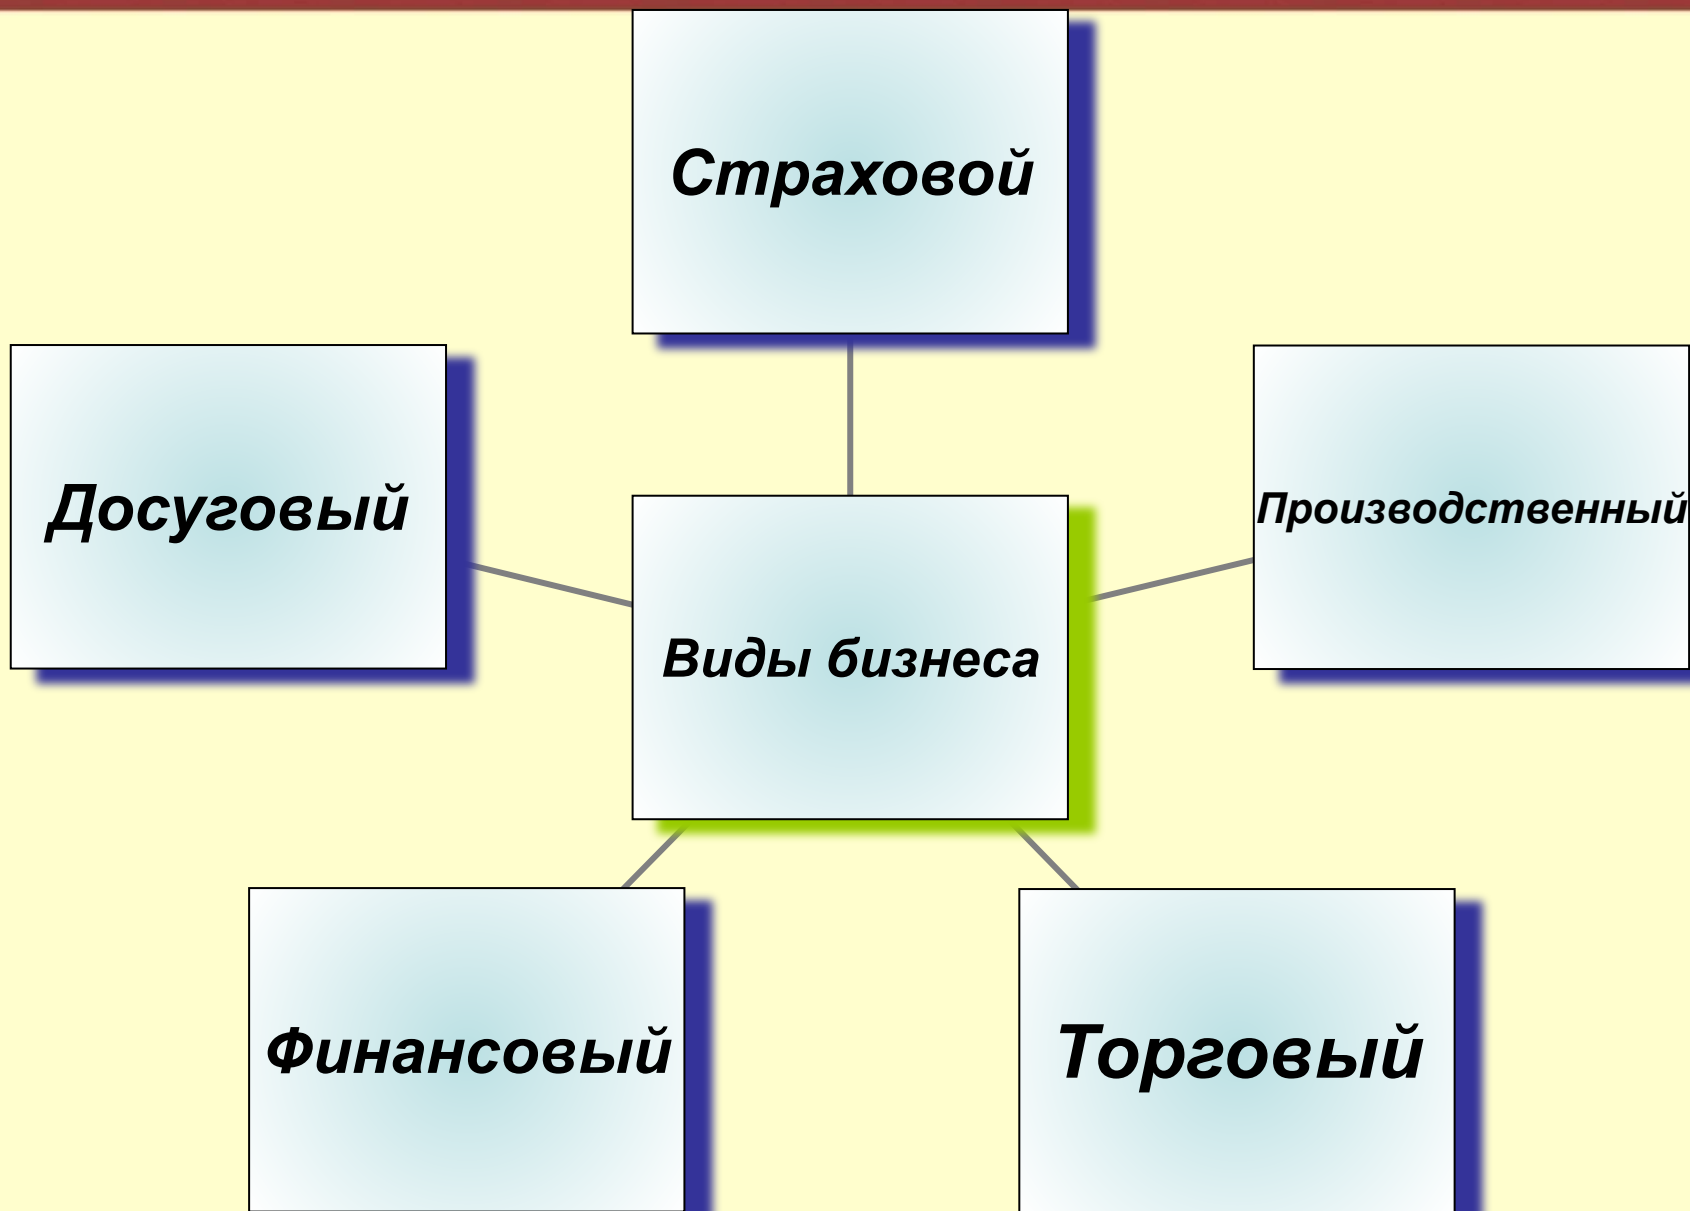 Страховой
Досуговый
Производственный
Виды бизнеса
Финансовый
Торговый